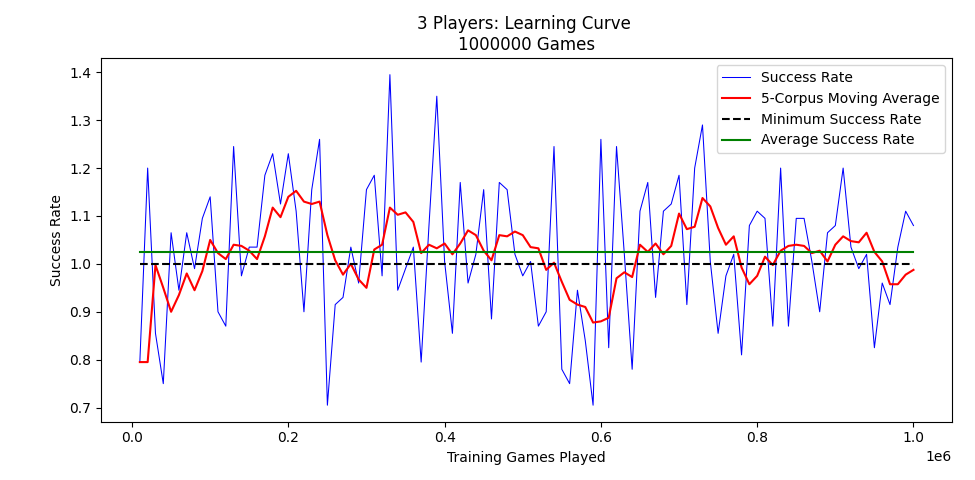 3 Players: Learning Curve
1000000 Games
Success Rate
5-Corpus Moving Average
Minimum Success Rate
Average Success Rate
Success Rate
1.4
1.3
1.2
1.1
1.0
0.9
0.8
0.7
0.0 0.2 0.4 0.6 0.8 1.0
1e6
Training Games Played